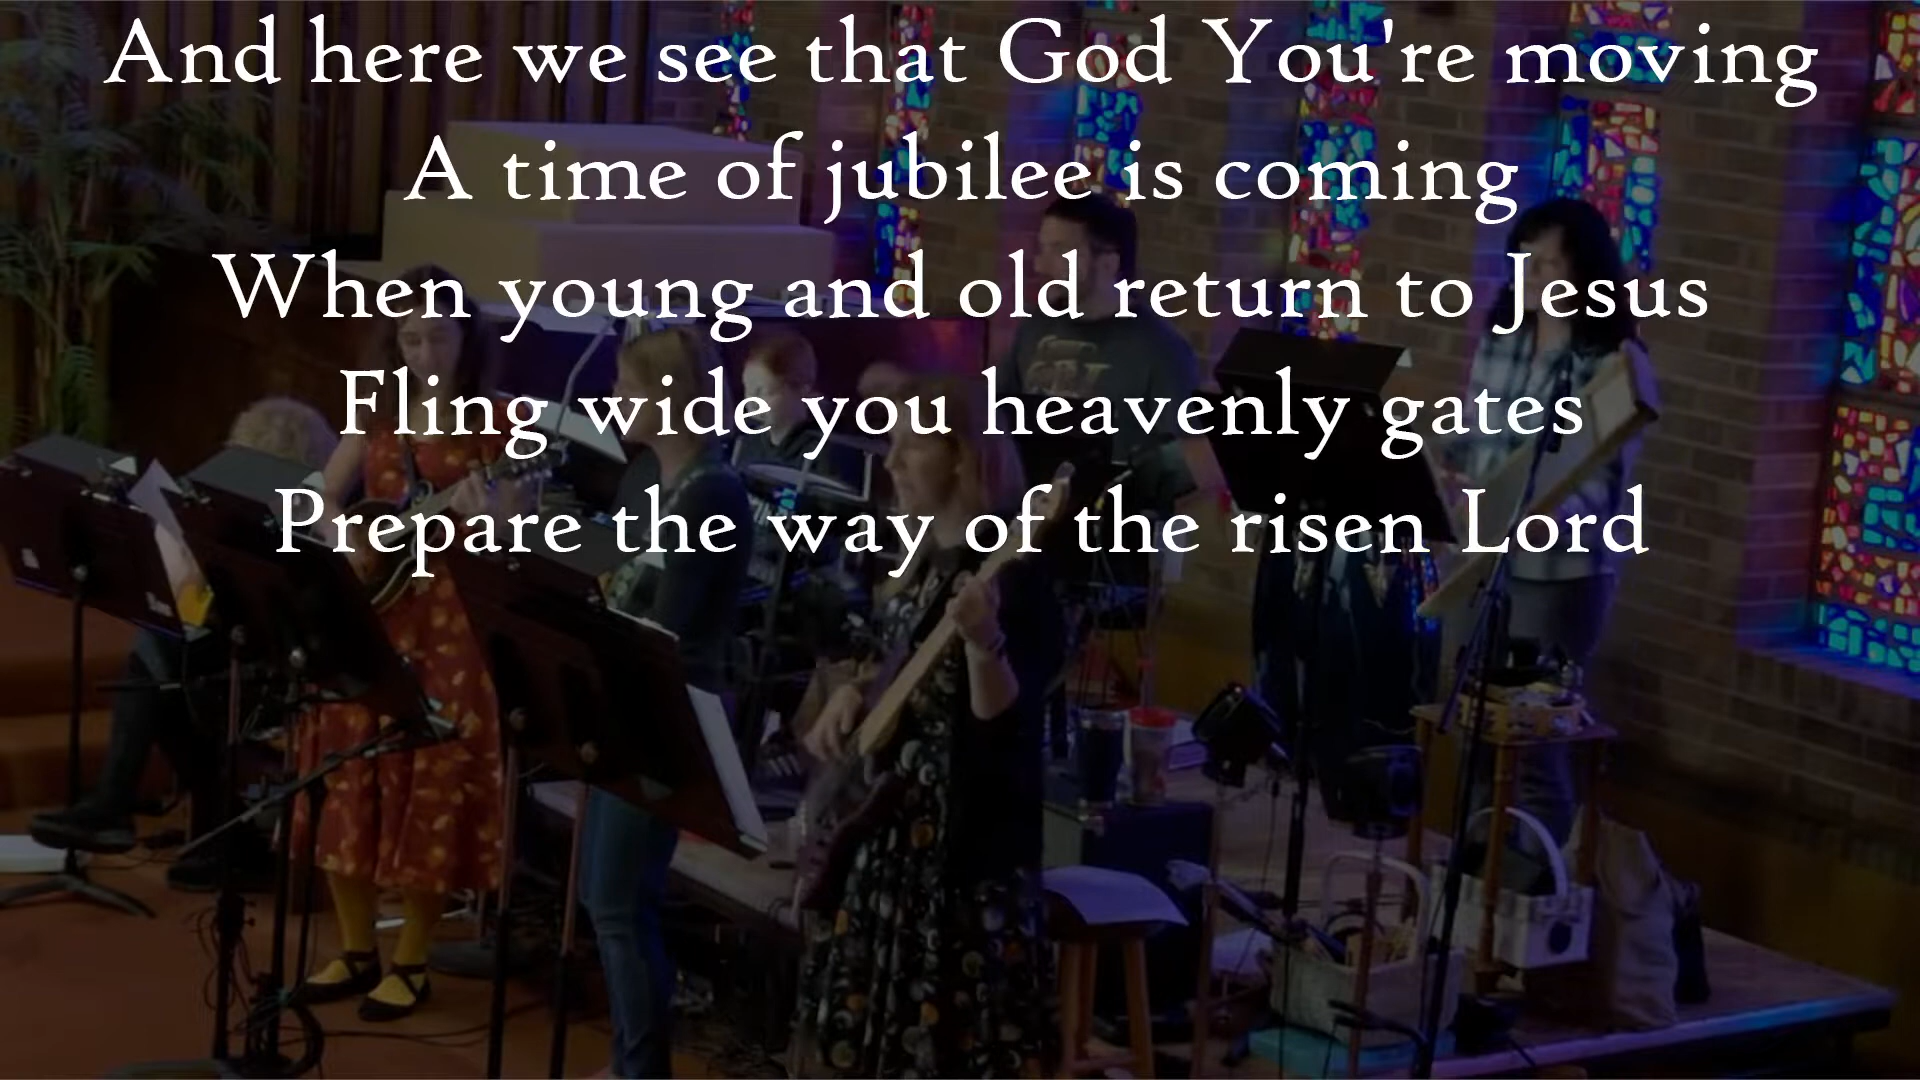 And here we see that God You're moving
A time of jubilee is coming
When young and old return to Jesus
Fling wide you heavenly gates
Prepare the way of the risen Lord